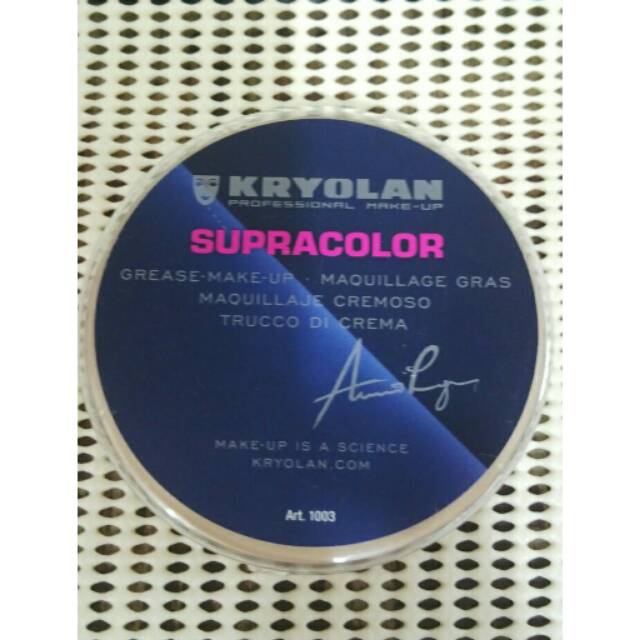 KRYOLAN
PROFESSIONAL MAKE-UP
SUPRACOLOR
GREASE-MAKE-UP - MAQUILLAGE GRAS
MAQUILLAJE CREMOSO
TRUCCO DI CREMA
MAKE-UP IS A SCIENCE
KRYOLAN.COM
Art. 1003